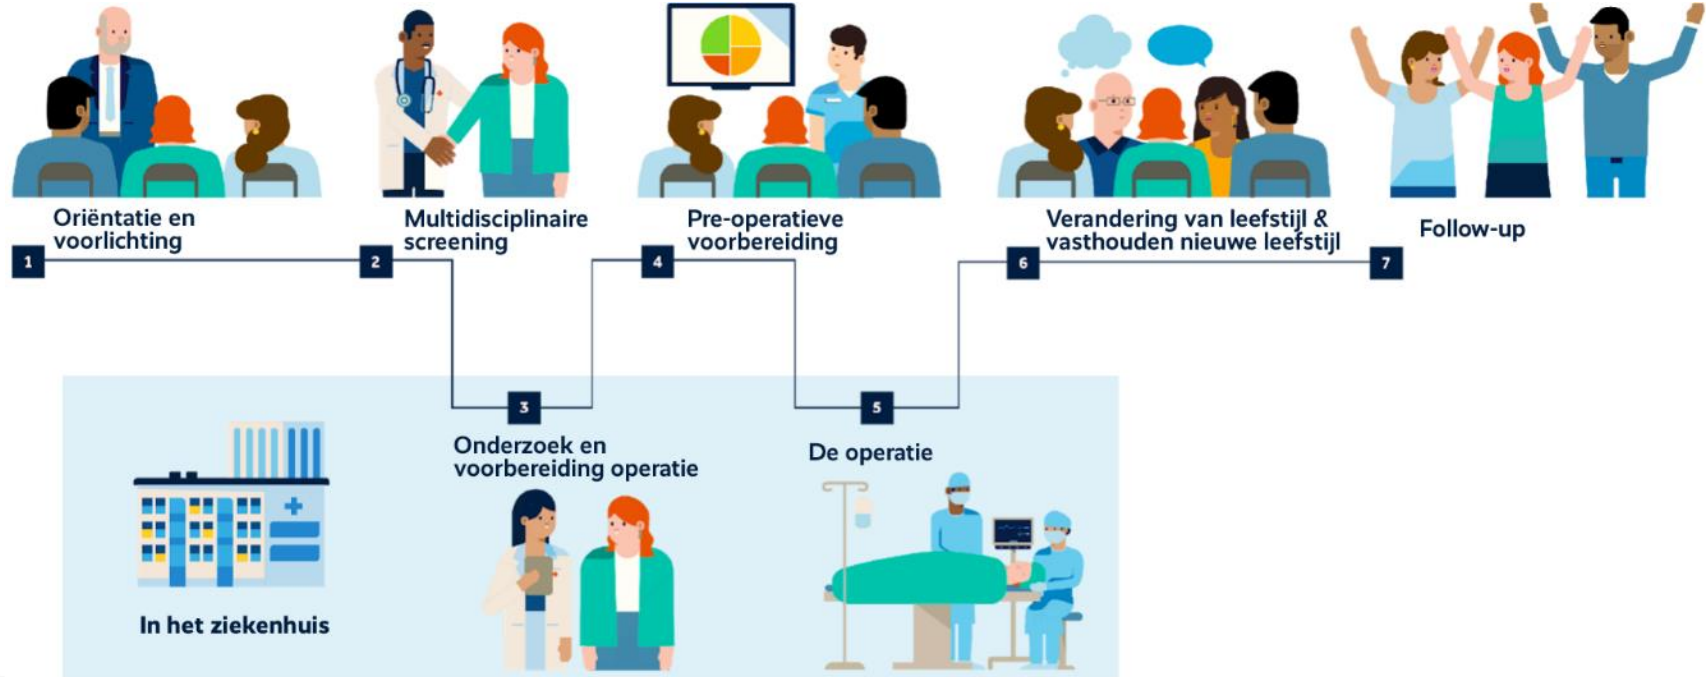 Oriëntatie en
voorlichting
1
Multidisciplinaire
screening
2
Pre-operatieve
voorbereiding
4
Verandering van leefstijl &
vasthouden nieuwe leefstijl
6
Follow-up
7
3
Onderzoek en
voorbereiding operatie
5
De operatie
In het ziekenhuis